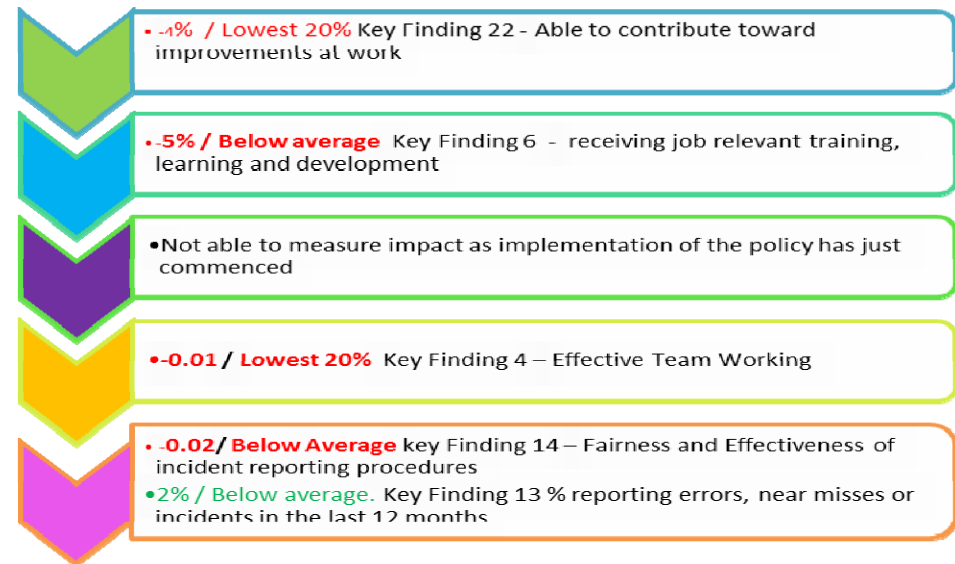 • -4% / Lowest 20% Key Finding 22 - Able to contribute toward
improvements at work
• -5% / Below average Key Finding 6 - receiving job relevant training,
learning and development
•Not able to measure impact as implementation of the policy has just
commenced
•-0.01 / Lowest 20% Key Finding 4 – Effective Team Working
• -0.02/ Below Average key Finding 14 – Fairness and Effectiveness of
incident reporting procedures
•2% / Below average. Key Finding 13 % reporting errors, near misses or
incidents in the last 12 months